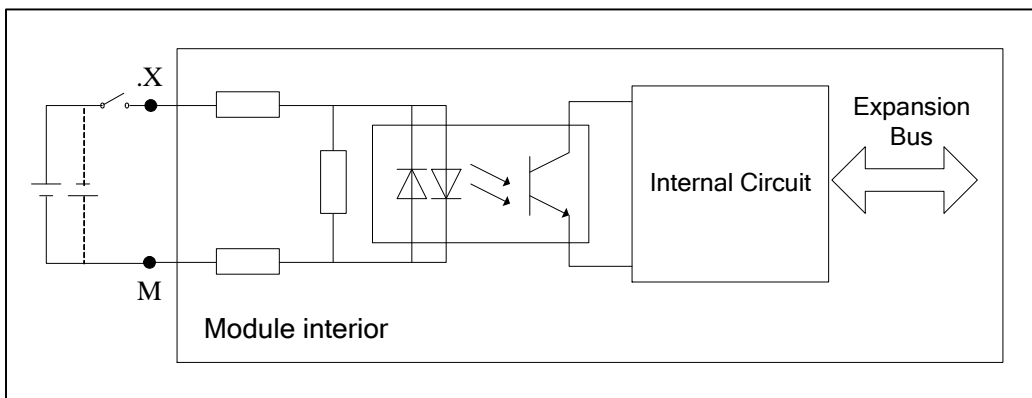 .X
Expansion
Bus
Internal Circuit
M
Module interior